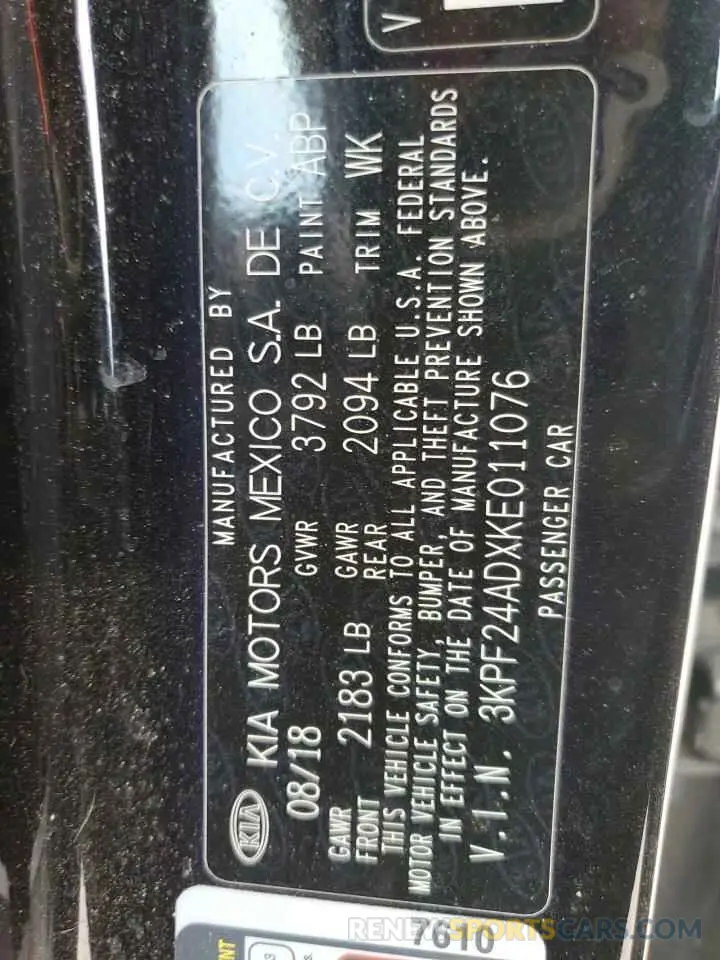 MANUFACTURED BY
KIA KIA MOTORS MEXICO S.A. DE C.V.
08/18 GVWR 3792 LB PAINT ABP
GAWR FRONT 2183 LB GAWR REAR 2094 LB TRIM WK
THIS VEHICLE CONFORMS TO ALL APPLICABLE U.S.A. FEDERAL
MOTOR VEHICLE SAFETY, BUMPER, AND THEFT PREVENTION STANDARDS
IN EFFECT ON THE DATE OF MANUFACTURE SHOWN ABOVE.
V.I.N. 3KPF24ADXKE011076
PASSENGER CAR
V
7610
RENEWSPORTSCARS.COM